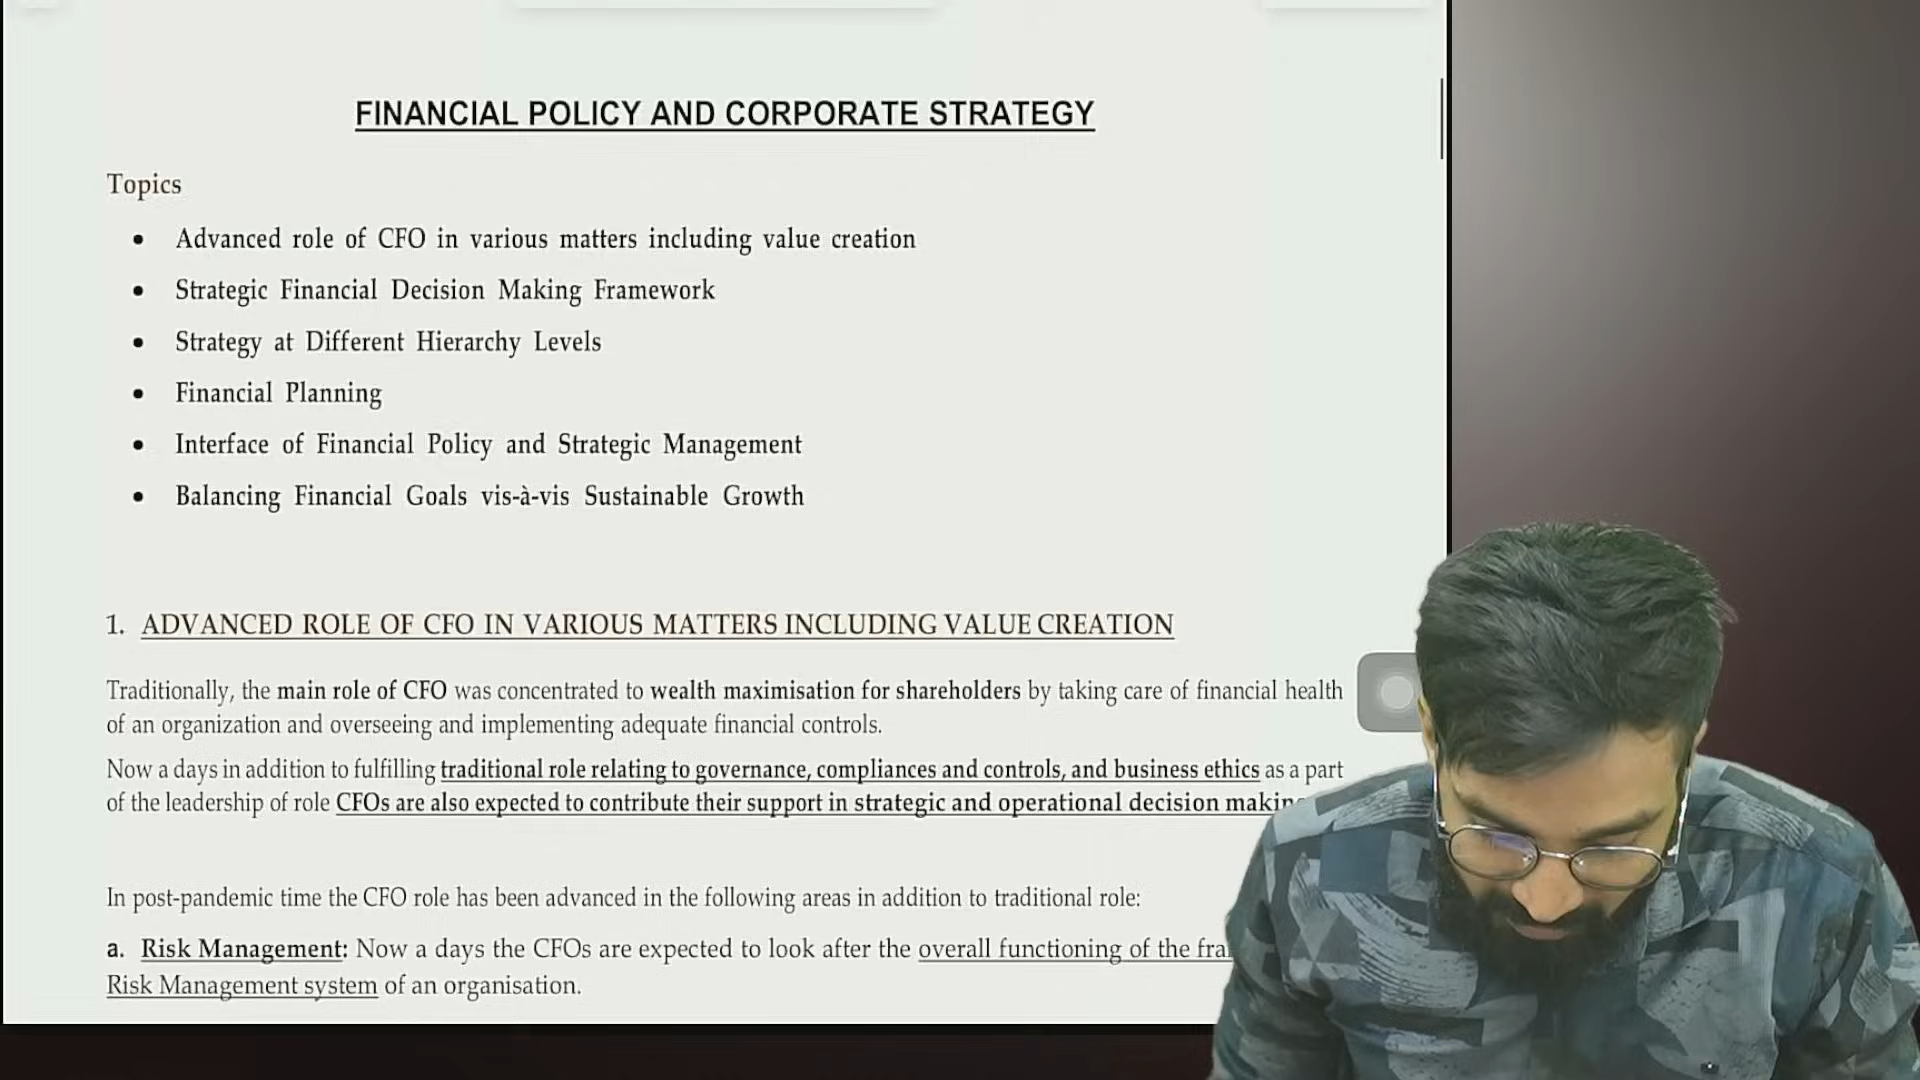 FINANCIAL POLICY AND CORPORATE STRATEGY
Topics
• Advanced role of CFO in various matters including value creation
• Strategic Financial Decision Making Framework
• Strategy at Different Hierarchy Levels
• Financial Planning
• Interface of Financial Policy and Strategic Management
• Balancing Financial Goals vis-à-vis Sustainable Growth
1. ADVANCED ROLE OF CFO IN VARIOUS MATTERS INCLUDING VALUE CREATION
Traditionally, the main role of CFO was concentrated to wealth maximisation for shareholders by taking care of financial health
of an organization and overseeing and implementing adequate financial controls.
Now a days in addition to fulfilling traditional role relating to governance, compliances and controls, and business ethics as a part
of the leadership of role CFOs are also expected to contribute their support in strategic and operational decision making
In post-pandemic time the CFO role has been advanced in the following areas in addition to traditional role:
a. Risk Management: Now a days the CFOs are expected to look after the overall functioning of the
Risk Management system of an organisation.